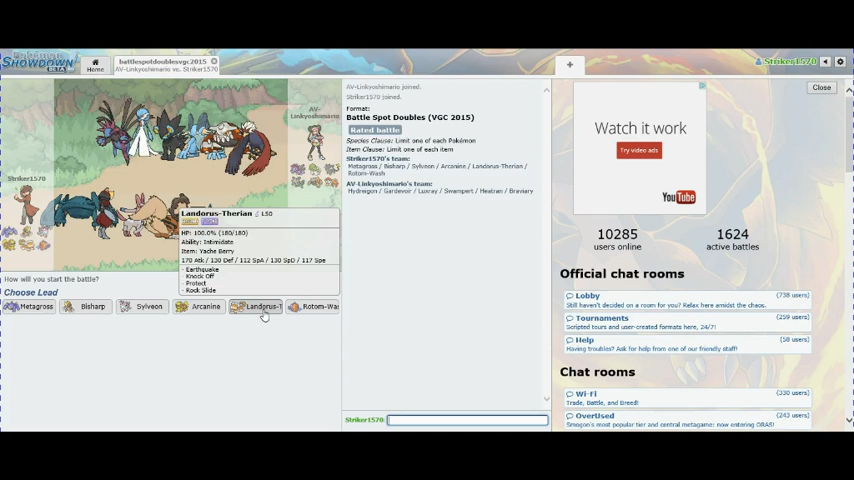 Pokémon
SHOWDOWN
BETA
Home
battlespotdoublesvgc2015
AV-Linkyoshimario vs. Striker1570
+
Striker1570
AV-Linkyoshimario joined.
Striker1570 joined.
Format:
Battle Spot Doubles (VGC 2015)
Rated battle
Species Clause: Limit one of each Pokémon
Item Clause: Limit one of each item
Striker1570's team:
Metagross / Bisharp / Sylveon / Arcanine / Landorus-Therian /
Rotom-Wash
AV-Linkyoshimario's team:
Hydreigon / Gardevoir / Luxray / Swampert / Heatran / Braviary
AV-
Linkyoshimario
Striker1570
Landorus-Therian ♂ L50
HP: 100.0% (180/180)
Ability: Intimidate
Item: Yache Berry
170 Atk / 130 Def / 112 SpA / 130 SpD / 117 Spe
- Earthquake
- Knock Off
- Protect
- Rock Slide
How will you start the battle?
Choose Lead
Metagross
Bisharp
Sylveon
Arcanine
Landorus-T
Rotom-Was
Striker1570:
Close
Watch it work
Try video ads
YouTube
10285
users online
1624
active battles
Official chat rooms
Lobby
(738 users)
Still haven't decided on a room for you? Relax here amidst the chaos.
Tournaments
(259 users)
Scripted tours and user-created formats here, 24/7!
Help
(58 users)
Having troubles? Ask for help from one of our friendly staff!
Chat rooms
Wi-Fi
(330 users)
Trade, Battle, and Breed!
OverUsed
(243 users)
Smogon's most popular tier and central metagame: now entering ORAS!